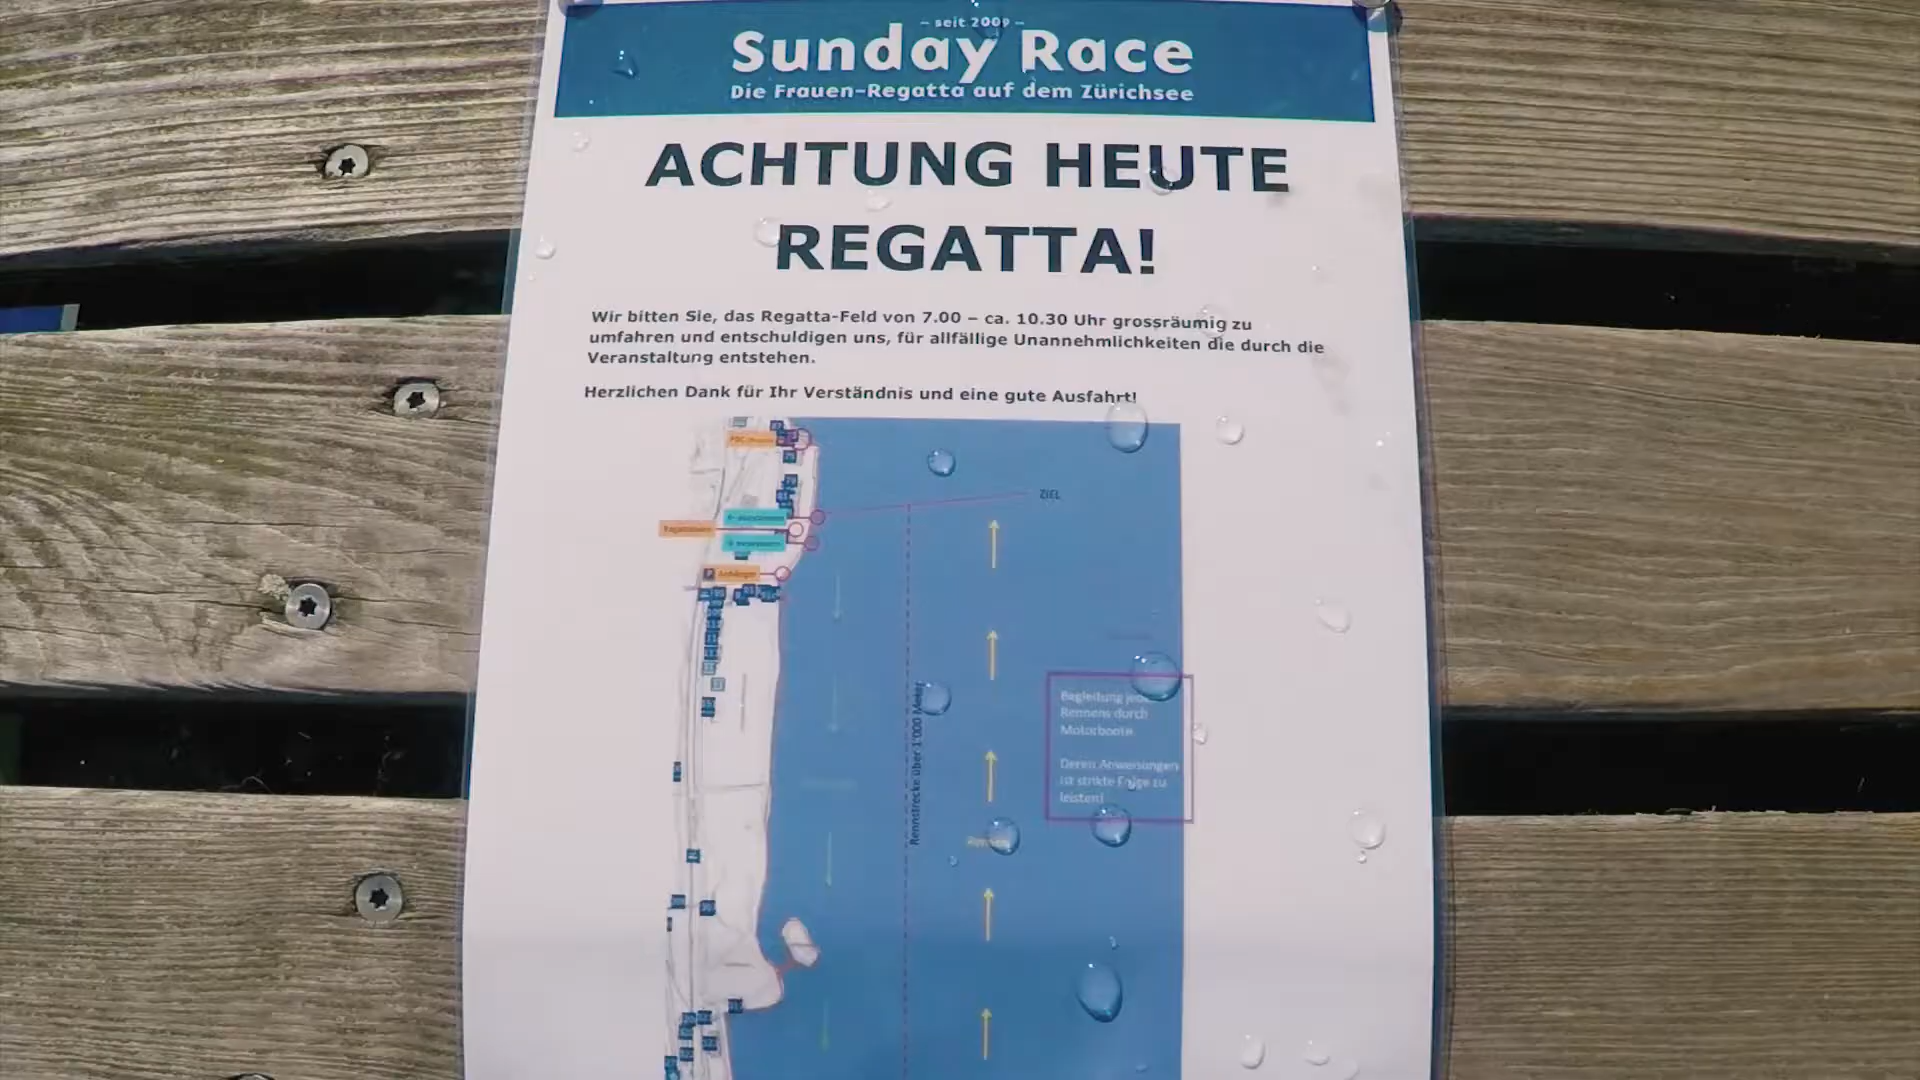 – seit 2009 –
Sunday Race
Die Frauen-Regatta auf dem Zürichsee
ACHTUNG HEUTE
REGATTA!
Wir bitten Sie, das Regatta-Feld von 7.00 – ca. 10.30 Uhr grossräumig zu
umfahren und entschuldigen uns, für allfällige Unannehmlichkeiten die durch die
Veranstaltung entstehen.
Herzlichen Dank für Ihr Verständnis und eine gute Ausfahrt!
ZIEL
P Anhänger
Rennstrecke über 1'000 Meter
Begleitung
Rennens durch
Motorboote.
Deren Anweisungen
ist strikte Folge zu
leisten!